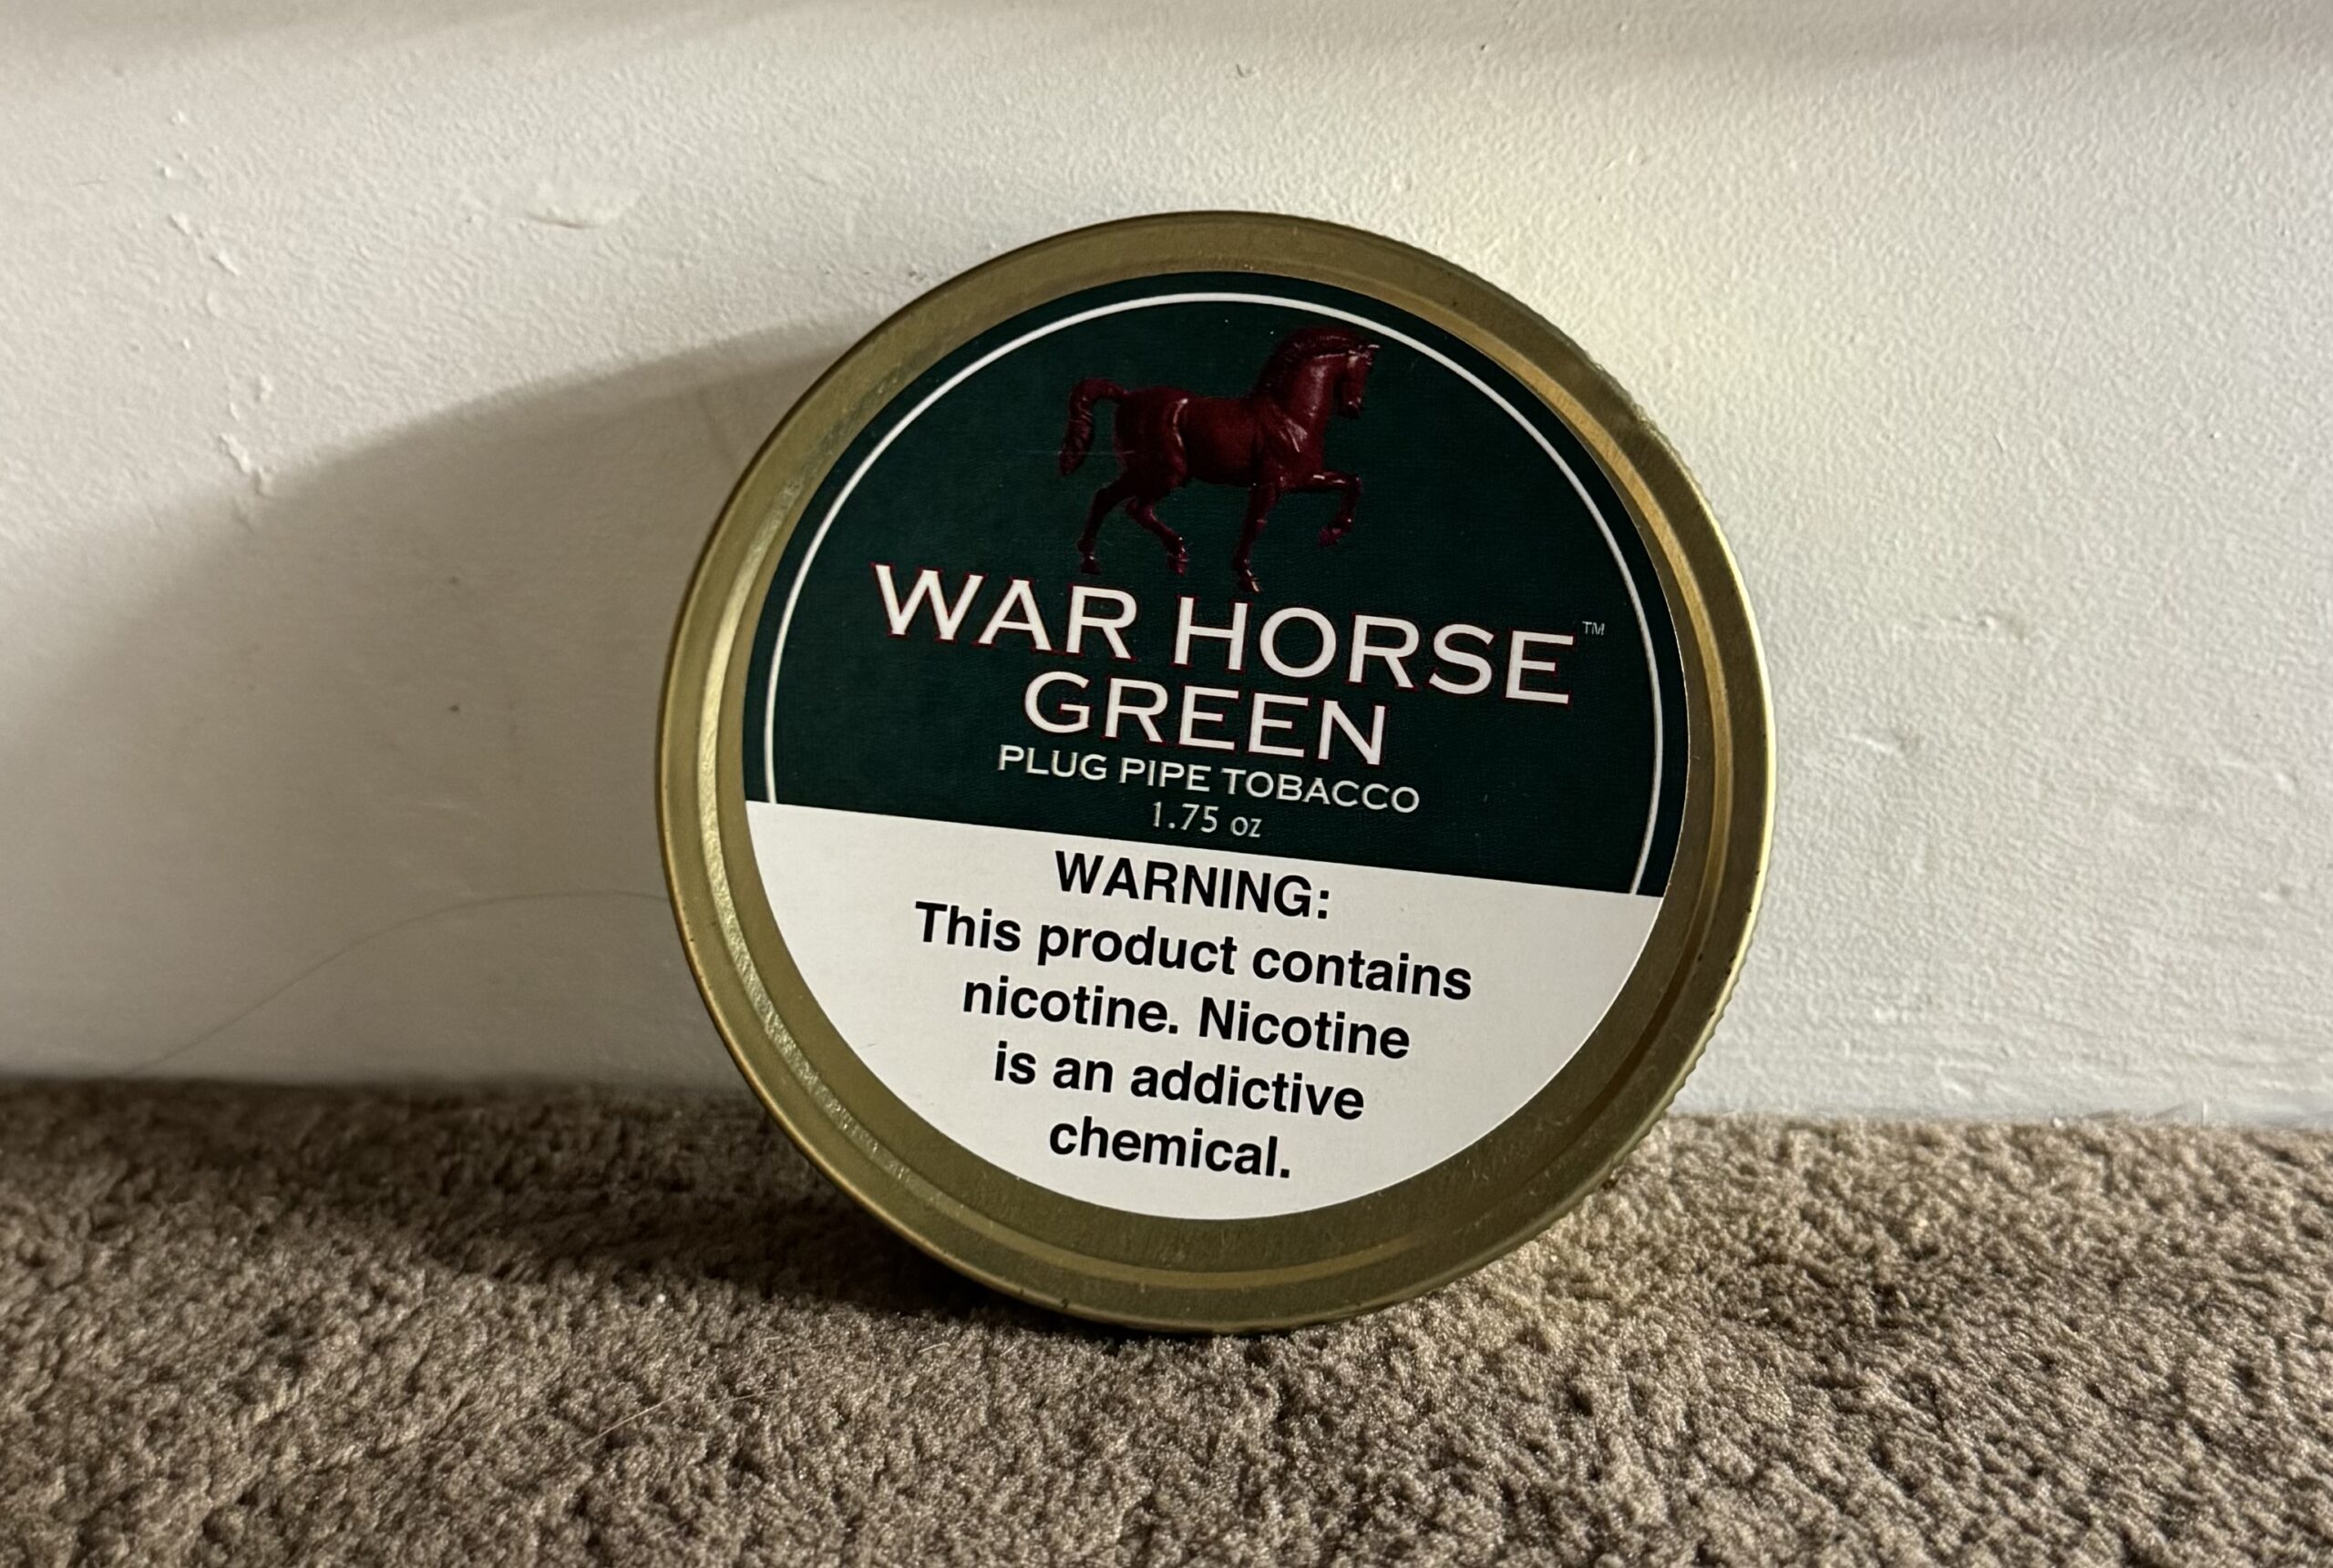 WAR HORSE™
GREEN
PLUG PIPE TOBACCO
1.75 oz
WARNING:
This product contains
nicotine. Nicotine
is an addictive
chemical.